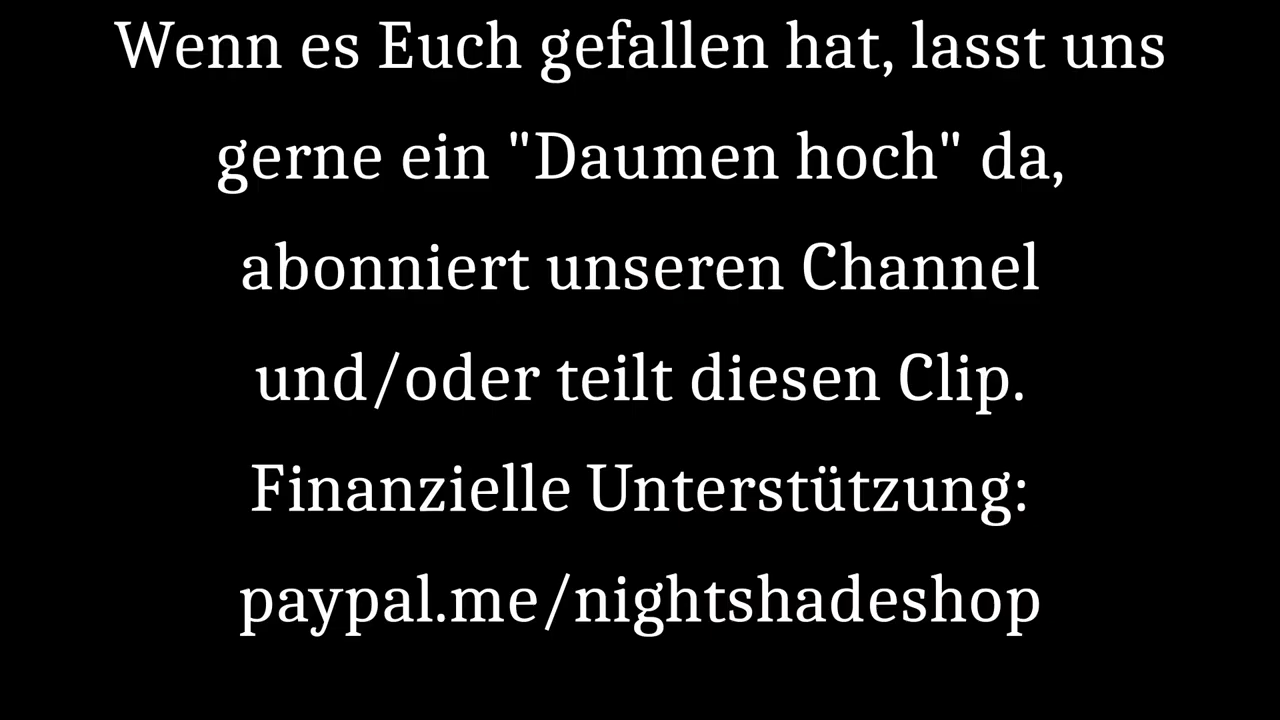 Wenn es Euch gefallen hat, lasst uns
gerne ein "Daumen hoch" da,
abonniert unseren Channel
und/oder teilt diesen Clip.
Finanzielle Unterstützung:
paypal.me/nightshadeshop